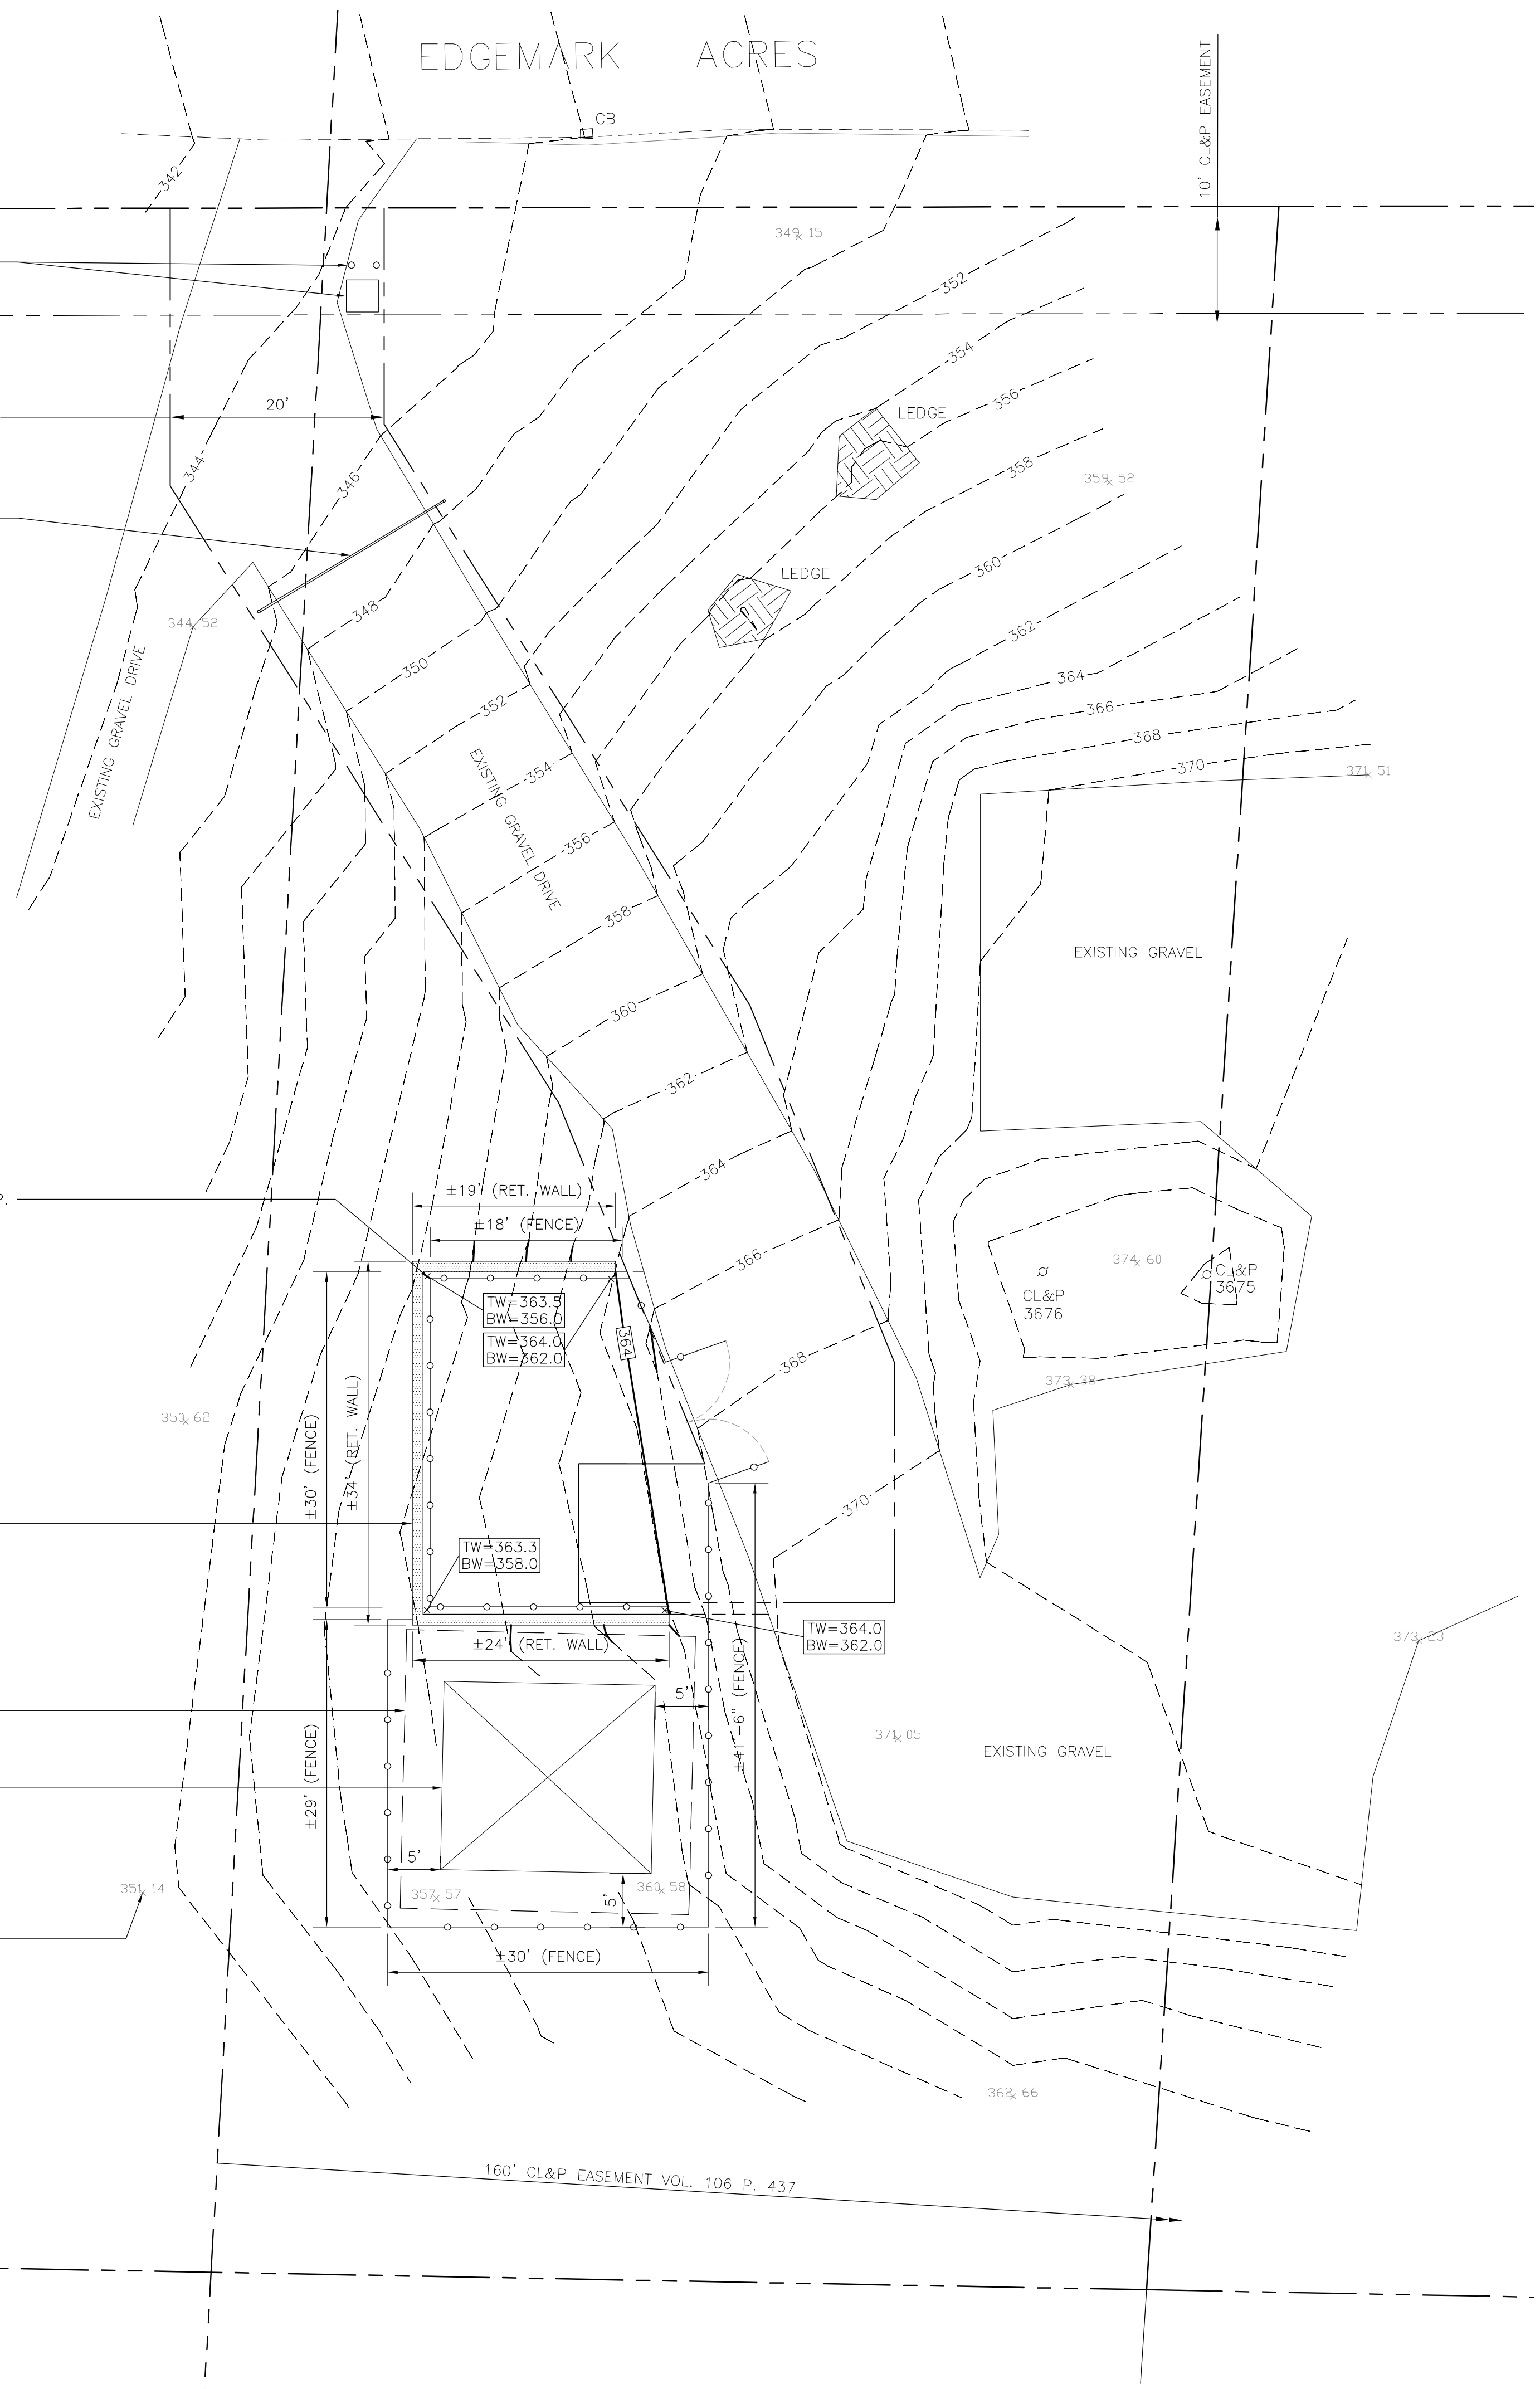 EDGEMARK ACRES
CB
10' CL&P EASEMENT
342
349 15
352
354
356
LEDGE
20'
344
346
358
359 52
360
LEDGE
344 52
348
362
350
364
352
366
368
370
371 51
EXISTING GRAVEL DRIVE
EXISTING GRAVEL DRIVE
354
356
358
EXISTING GRAVEL
360
362
364
P.
±19' (RET. WALL)
±18' (FENCE)
366
374 60
CL&P
3675
CL&P
3676
TW=363.5
BW=356.0
TW=364.0
BW=362.0
364
368
373 38
350 62
±30' (FENCE)
±34' (RET. WALL)
370
TW=363.3
BW=358.0
TW=364.0
BW=362.0
373 23
±24' (RET. WALL)
5'
±41'-6" (FENCE)
371 05
EXISTING GRAVEL
±29' (FENCE)
5'
351 14
357 57
360 58
5'
±30' (FENCE)
362 66
160' CL&P EASEMENT VOL. 106 P. 437